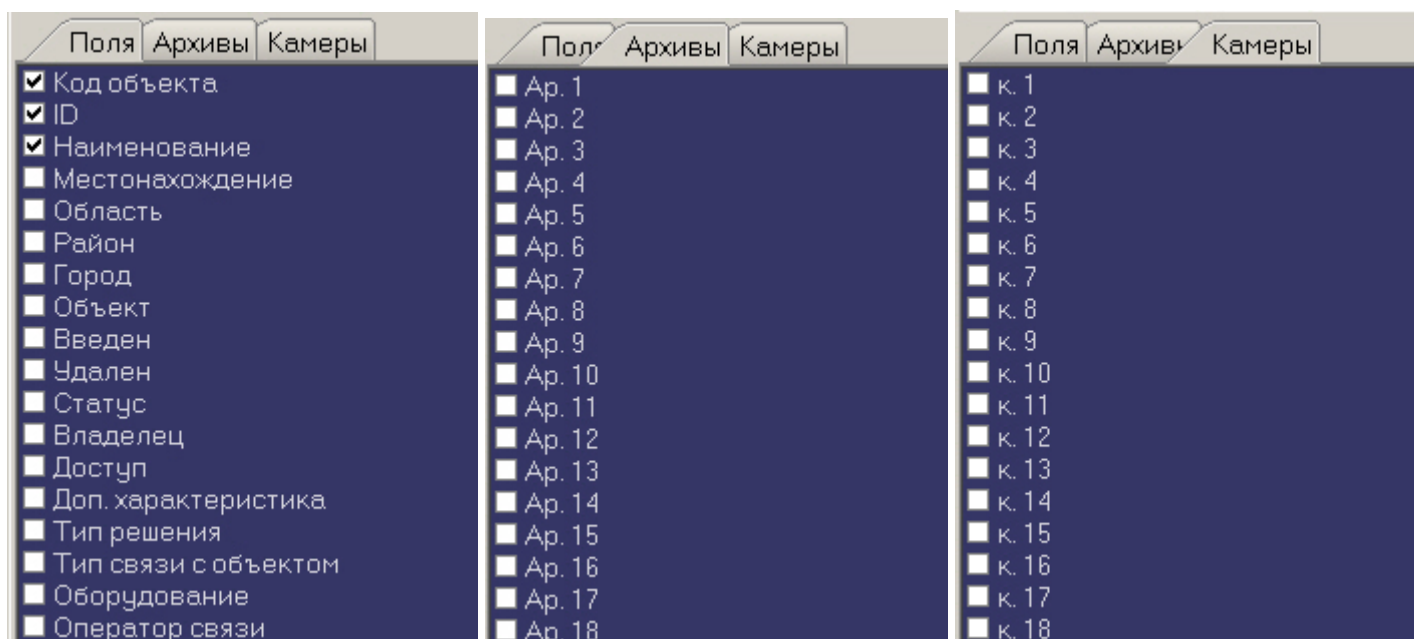 Поля Архивы Камеры
Код объекта
ID
Наименование
Местонахождение
Область
Район
Город
Объект
Введен
Удален
Статус
Владелец
Доступ
Доп. характеристика
Тип решения
Тип связи с объектом
Оборудование
Оператор связи
Поля Архивы Камеры
Ар. 1
Ар. 2
Ар. 3
Ар. 4
Ар. 5
Ар. 6
Ар. 7
Ар. 8
Ар. 9
Ар. 10
Ар. 11
Ар. 12
Ар. 13
Ар. 14
Ар. 15
Ар. 16
Ар. 17
Ар. 18
Поля Архивы Камеры
к. 1
к. 2
к. 3
к. 4
к. 5
к. 6
к. 7
к. 8
к. 9
к. 10
к. 11
к. 12
к. 13
к. 14
к. 15
к. 16
к. 17
к. 18